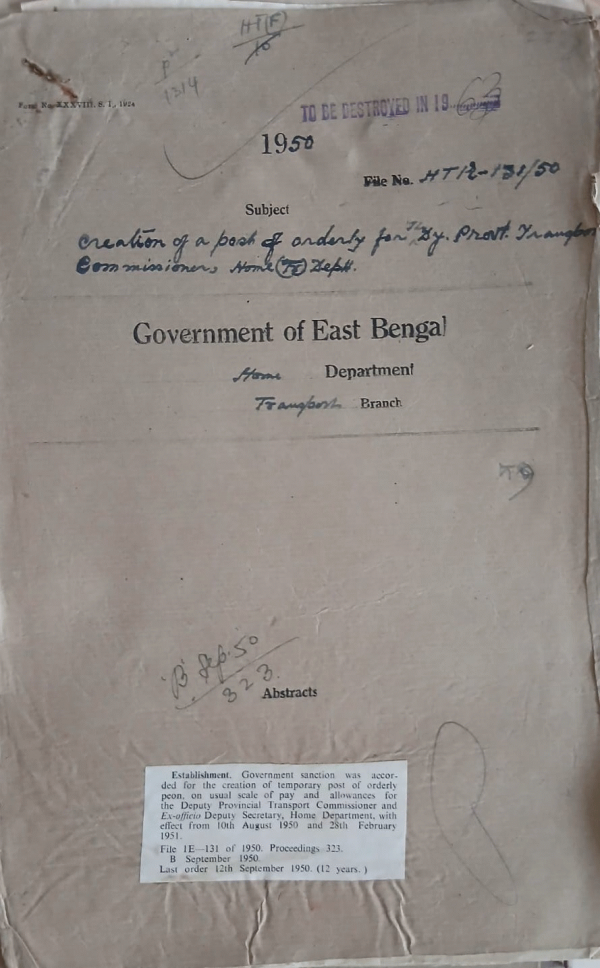 HT(F)
10
P
1314
Form No. LXXVIII. S. I., 1924
TO BE DESTROYED IN 19 63
1950
File No. HT12-131/50
Subject
Creation of a post of orderly for The Dy. Provl. Transport
Commissioner, Home (Tr) Deptt.
Government of East Bengal
Home Department
Transport Branch
'B' Sep. 50
323.
Abstracts
Establishment. Government sanction was accor-
ded for the creation of temporary post of orderly
peon, on usual scale of pay and allowances for
the Deputy Provincial Transport Commissioner and
Ex-officio Deputy Secretary, Home Department, with
effect from 10th August 1950 and 28th February
1951.
File 1E—131 of 1950. Proceedings 323.
B September 1950.
Last order 12th September 1950. (12 years. )